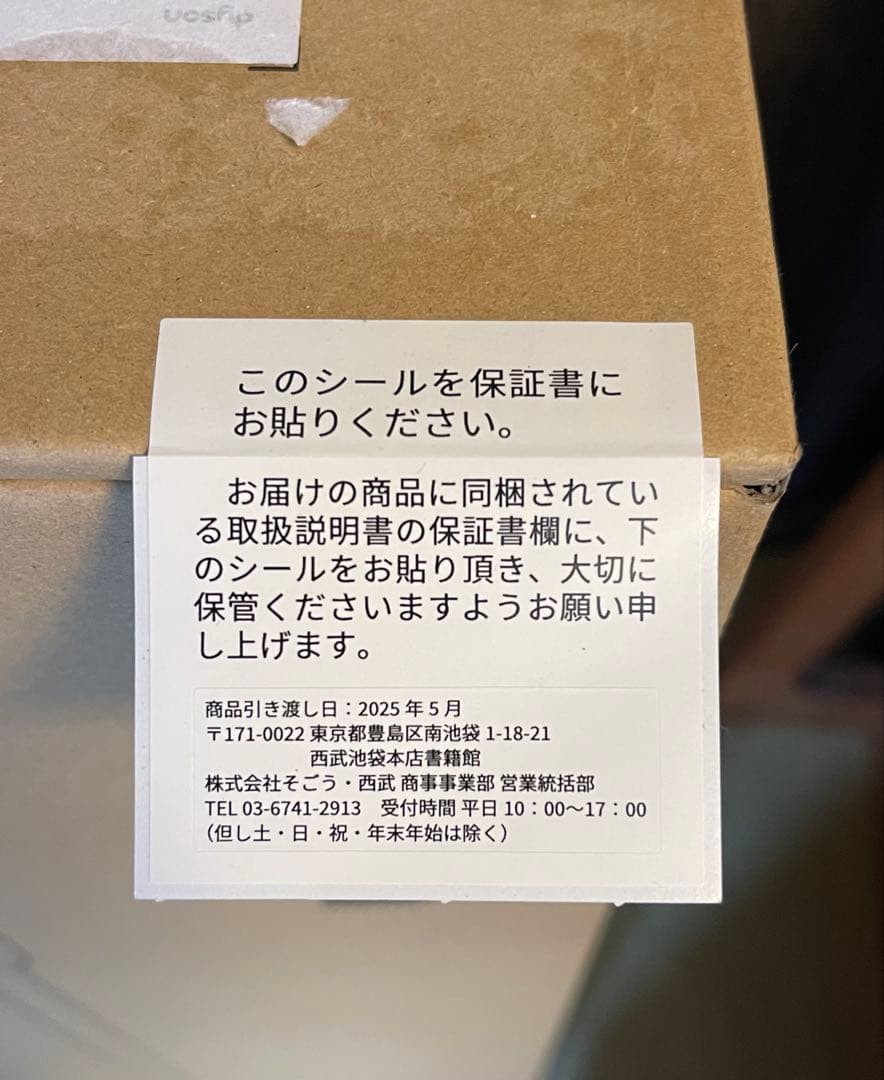 dyson
このシールを保証書に
お貼りください。
お届けの商品に同梱されてい
る取扱説明書の保証書欄に、下
のシールをお貼り頂き、大切に
保管くださいますようお願い申
し上げます。
商品引き渡し日：2025 年 5 月
〒171-0022 東京都豊島区南池袋 1-18-21
西武池袋本店書籍館
株式会社そごう・西武 商事事業部 営業統括部
TEL 03-6741-2913　受付時間 平日 10：00～17：00
（但し土・日・祝・年末年始は除く）